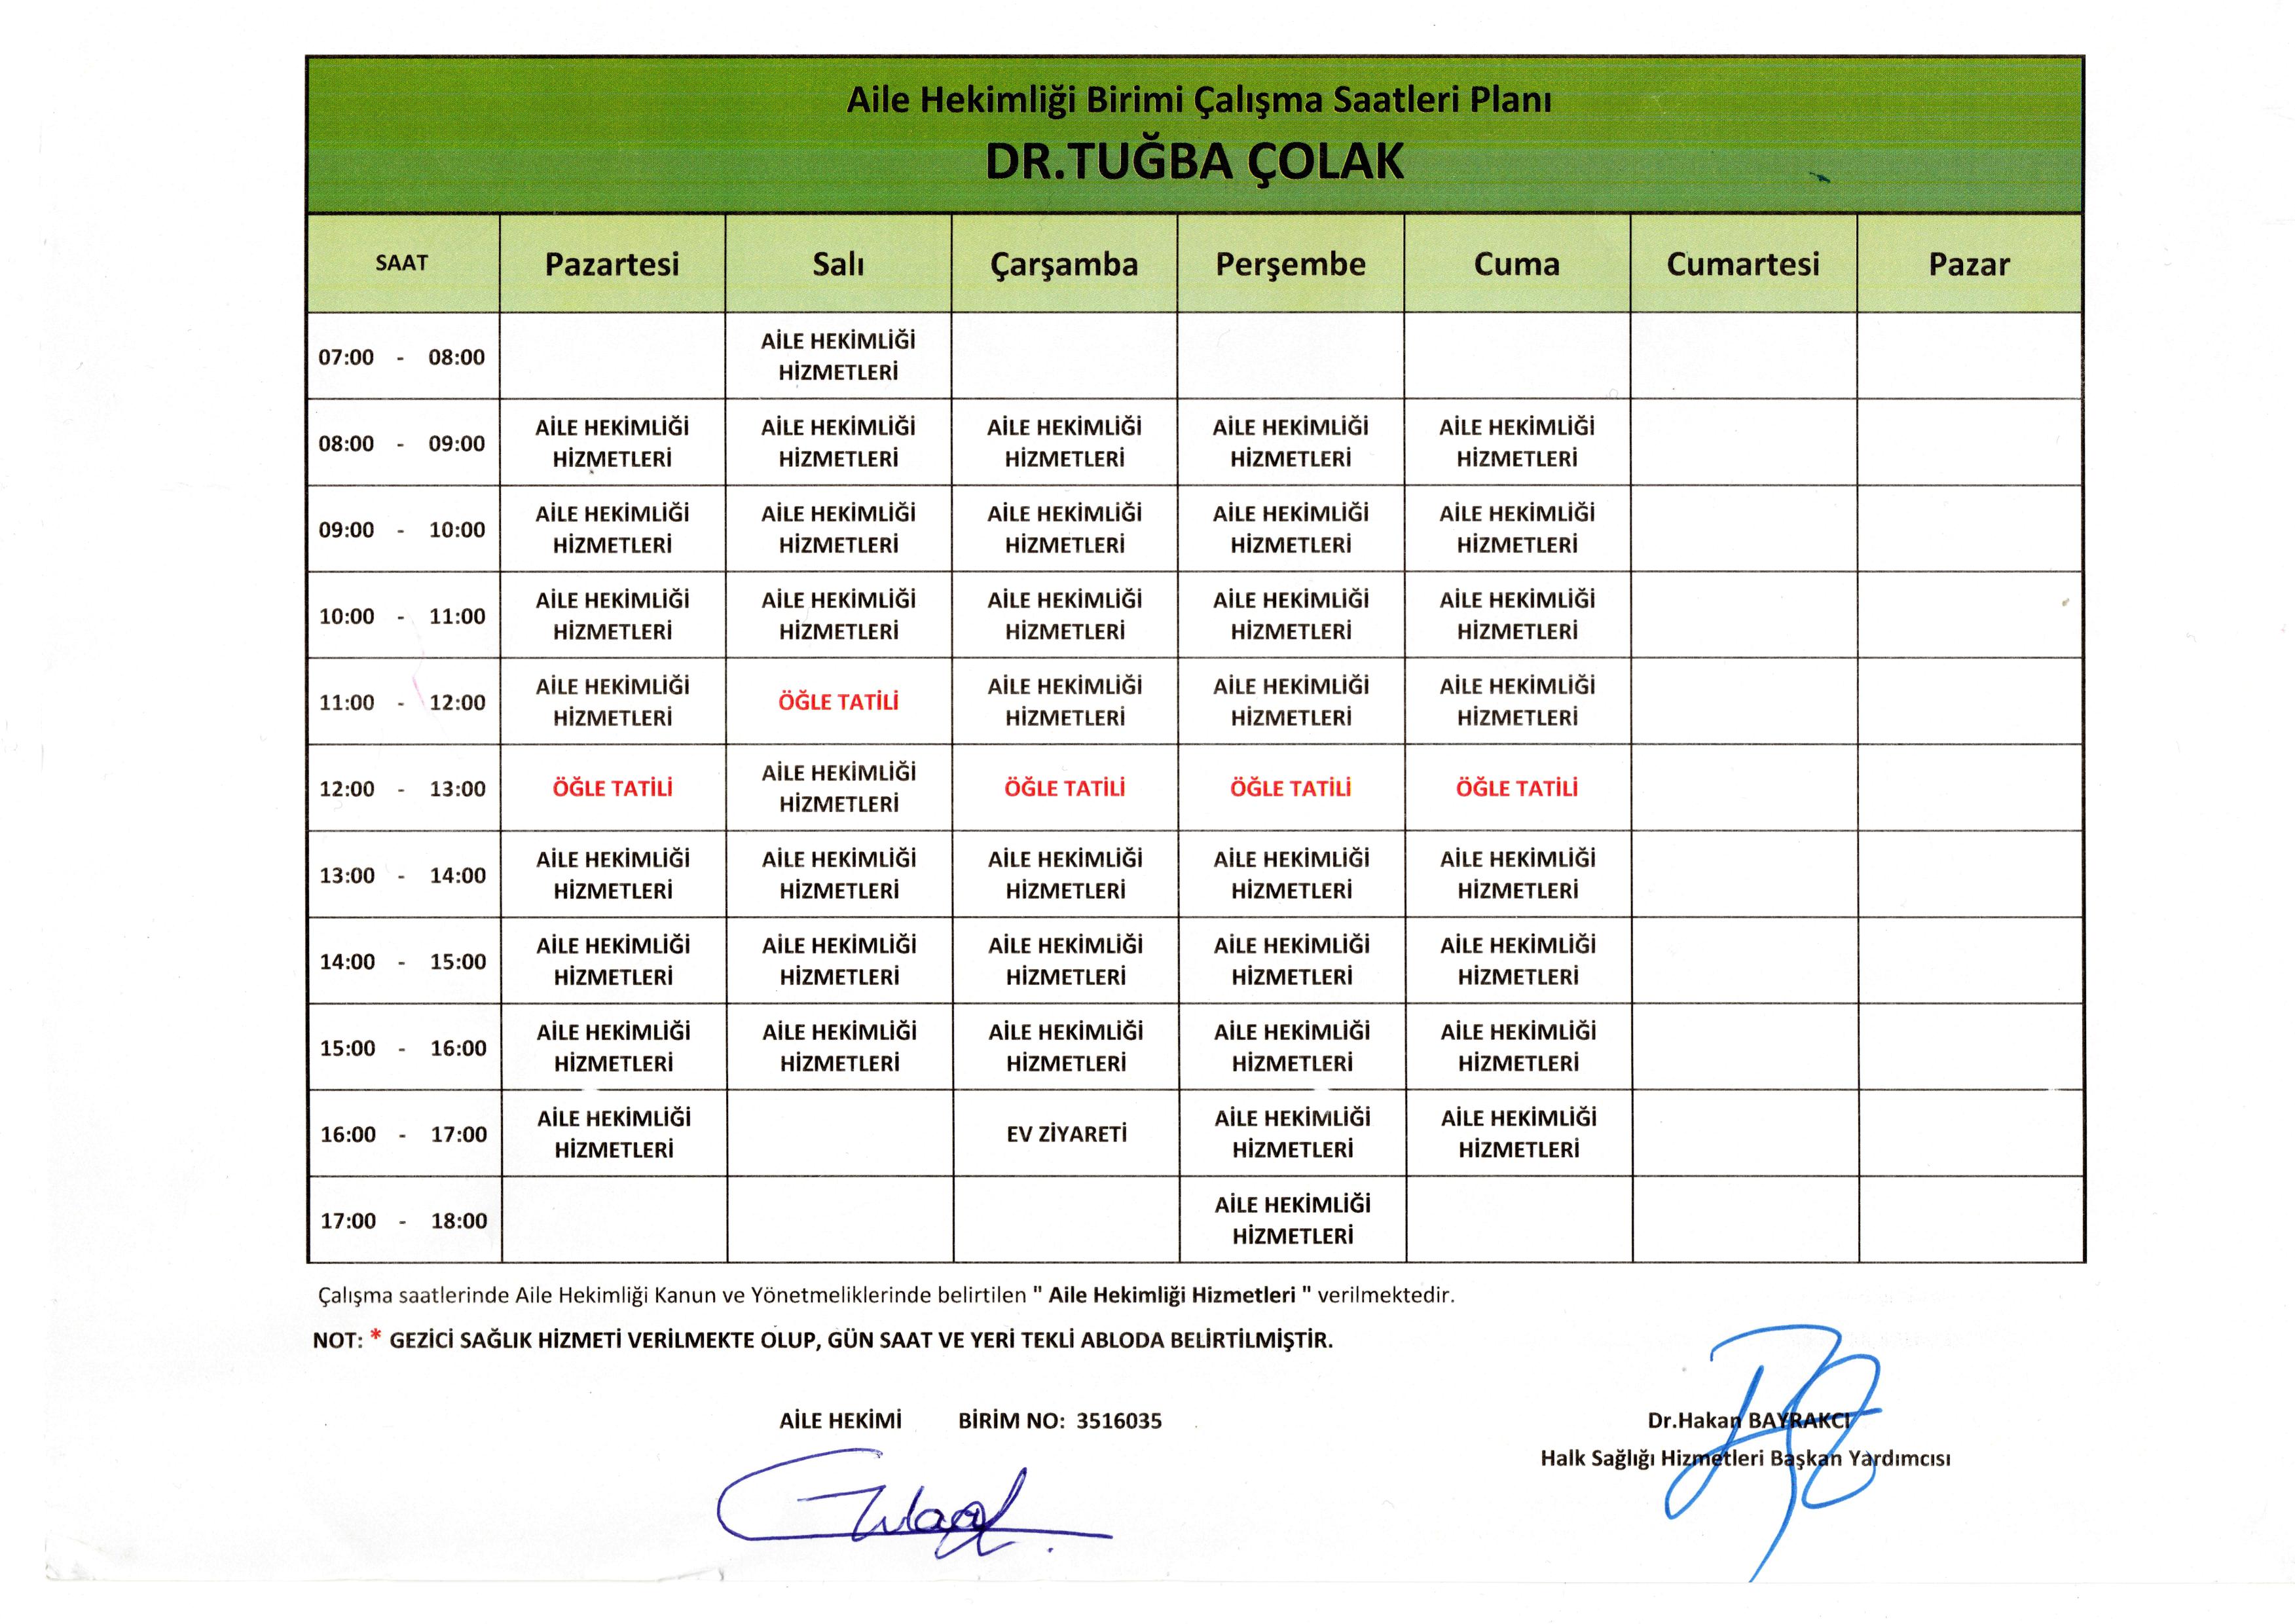 Aile Hekimliği Birimi Çalışma Saatleri Planı
DR.TUĞBA ÇOLAK
SAAT Pazartesi Salı Çarşamba Perşembe Cuma Cumartesi Pazar
07:00 - 08:00 AİLE HEKİMLİĞİ HİZMETLERİ
08:00 - 09:00 AİLE HEKİMLİĞİ HİZMETLERİ AİLE HEKİMLİĞİ HİZMETLERİ AİLE HEKİMLİĞİ HİZMETLERİ AİLE HEKİMLİĞİ HİZMETLERİ AİLE HEKİMLİĞİ HİZMETLERİ
09:00 - 10:00 AİLE HEKİMLİĞİ HİZMETLERİ AİLE HEKİMLİĞİ HİZMETLERİ AİLE HEKİMLİĞİ HİZMETLERİ AİLE HEKİMLİĞİ HİZMETLERİ AİLE HEKİMLİĞİ HİZMETLERİ
10:00 - 11:00 AİLE HEKİMLİĞİ HİZMETLERİ AİLE HEKİMLİĞİ HİZMETLERİ AİLE HEKİMLİĞİ HİZMETLERİ AİLE HEKİMLİĞİ HİZMETLERİ AİLE HEKİMLİĞİ HİZMETLERİ
11:00 - 12:00 AİLE HEKİMLİĞİ HİZMETLERİ ÖĞLE TATİLİ AİLE HEKİMLİĞİ HİZMETLERİ AİLE HEKİMLİĞİ HİZMETLERİ AİLE HEKİMLİĞİ HİZMETLERİ
12:00 - 13:00 ÖĞLE TATİLİ AİLE HEKİMLİĞİ HİZMETLERİ ÖĞLE TATİLİ ÖĞLE TATİLİ ÖĞLE TATİLİ
13:00 - 14:00 AİLE HEKİMLİĞİ HİZMETLERİ AİLE HEKİMLİĞİ HİZMETLERİ AİLE HEKİMLİĞİ HİZMETLERİ AİLE HEKİMLİĞİ HİZMETLERİ AİLE HEKİMLİĞİ HİZMETLERİ
14:00 - 15:00 AİLE HEKİMLİĞİ HİZMETLERİ AİLE HEKİMLİĞİ HİZMETLERİ AİLE HEKİMLİĞİ HİZMETLERİ AİLE HEKİMLİĞİ HİZMETLERİ AİLE HEKİMLİĞİ HİZMETLERİ
15:00 - 16:00 AİLE HEKİMLİĞİ HİZMETLERİ AİLE HEKİMLİĞİ HİZMETLERİ AİLE HEKİMLİĞİ HİZMETLERİ AİLE HEKİMLİĞİ HİZMETLERİ AİLE HEKİMLİĞİ HİZMETLERİ
16:00 - 17:00 AİLE HEKİMLİĞİ HİZMETLERİ EV ZİYARETİ AİLE HEKİMLİĞİ HİZMETLERİ AİLE HEKİMLİĞİ HİZMETLERİ
17:00 - 18:00 AİLE HEKİMLİĞİ HİZMETLERİ
Çalışma saatlerinde Aile Hekimliği Kanun ve Yönetmeliklerinde belirtilen " Aile Hekimliği Hizmetleri " verilmektedir.
NOT: * GEZİCİ SAĞLIK HİZMETİ VERİLMEKTE OLUP, GÜN SAAT VE YERİ TEKLİ ABLODA BELİRTİLMİŞTİR.
AİLE HEKİMİ BİRİM NO: 3516035
Dr.Hakan BAYRAKCI
Halk Sağlığı Hizmetleri Başkan Yardımcısı